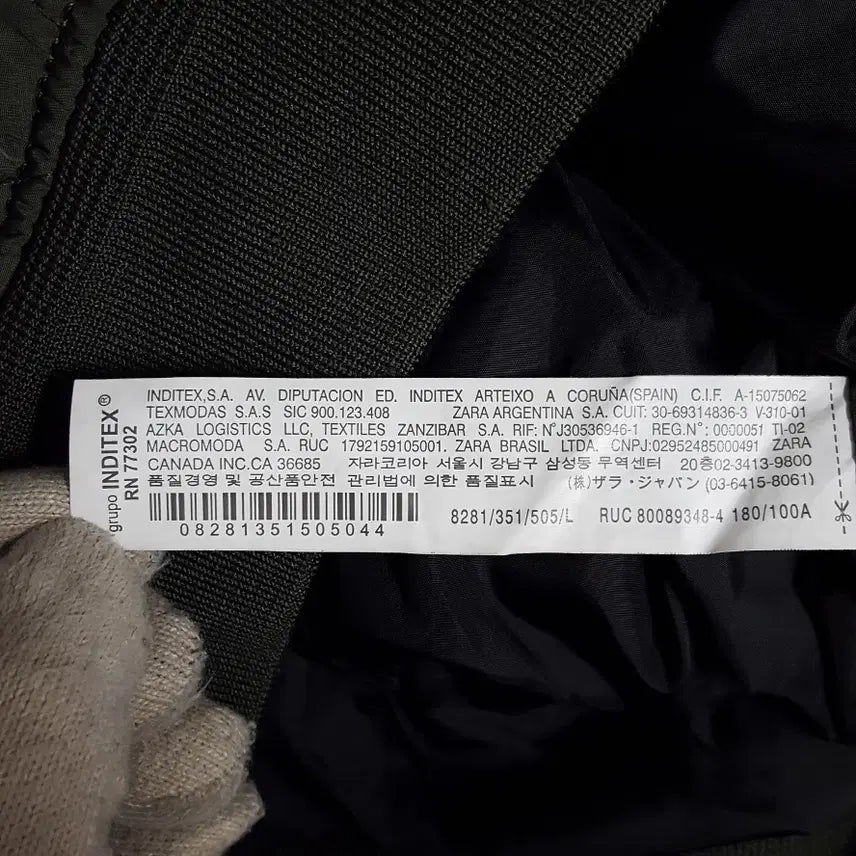 grupo INDITEX®
RN 77302
INDITEX,S.A. AV. DIPUTACION ED. INDITEX ARTEIXO A CORUÑA(SPAIN) C.I.F. A-15075062
TEXMODAS S.A.S SIC 900.123.408 ZARA ARGENTINA S.A. CUIT: 30-69314836-3 V-310-01
AZKA LOGISTICS LLC, TEXTILES ZANZIBAR S.A. RIF: N°J30536946-1 REG.N°: 0000051 TI-02
MACROMODA S.A. RUC 1792159105001. ZARA BRASIL LTDA. CNPJ:02952485000491 ZARA
CANADA INC.CA 36685 자라코리아 서울시 강남구 삼성동 무역센터 20층02-3413-9800
품질경영 및 공산품안전 관리법에 의한 품질표시 (株)ザラ・ジャパン (03-6415-8061)
08281351505044
8281/351/505/L RUC 80089348-4 180/100A